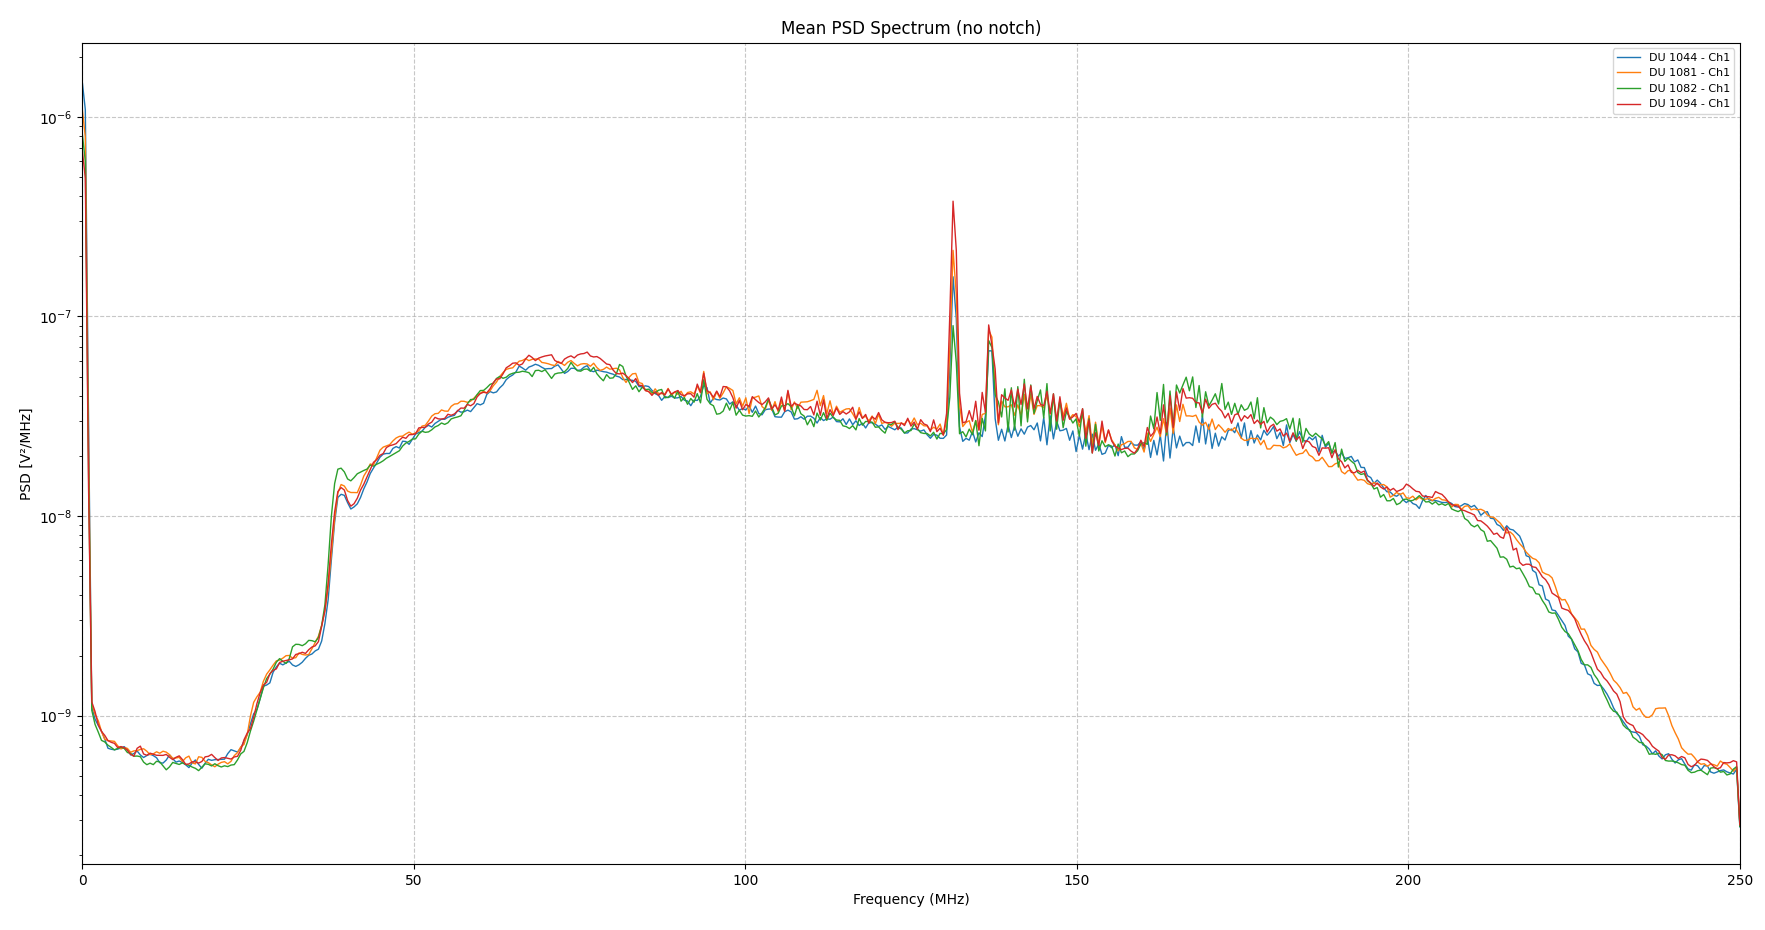 Mean PSD Spectrum (no notch)
DU 1044 - Ch1
DU 1081 - Ch1
DU 1082 - Ch1
DU 1094 - Ch1
PSD [V²/MHz]
10⁻⁶
10⁻⁷
10⁻⁸
10⁻⁹
0 50 100 150 200 250
Frequency (MHz)